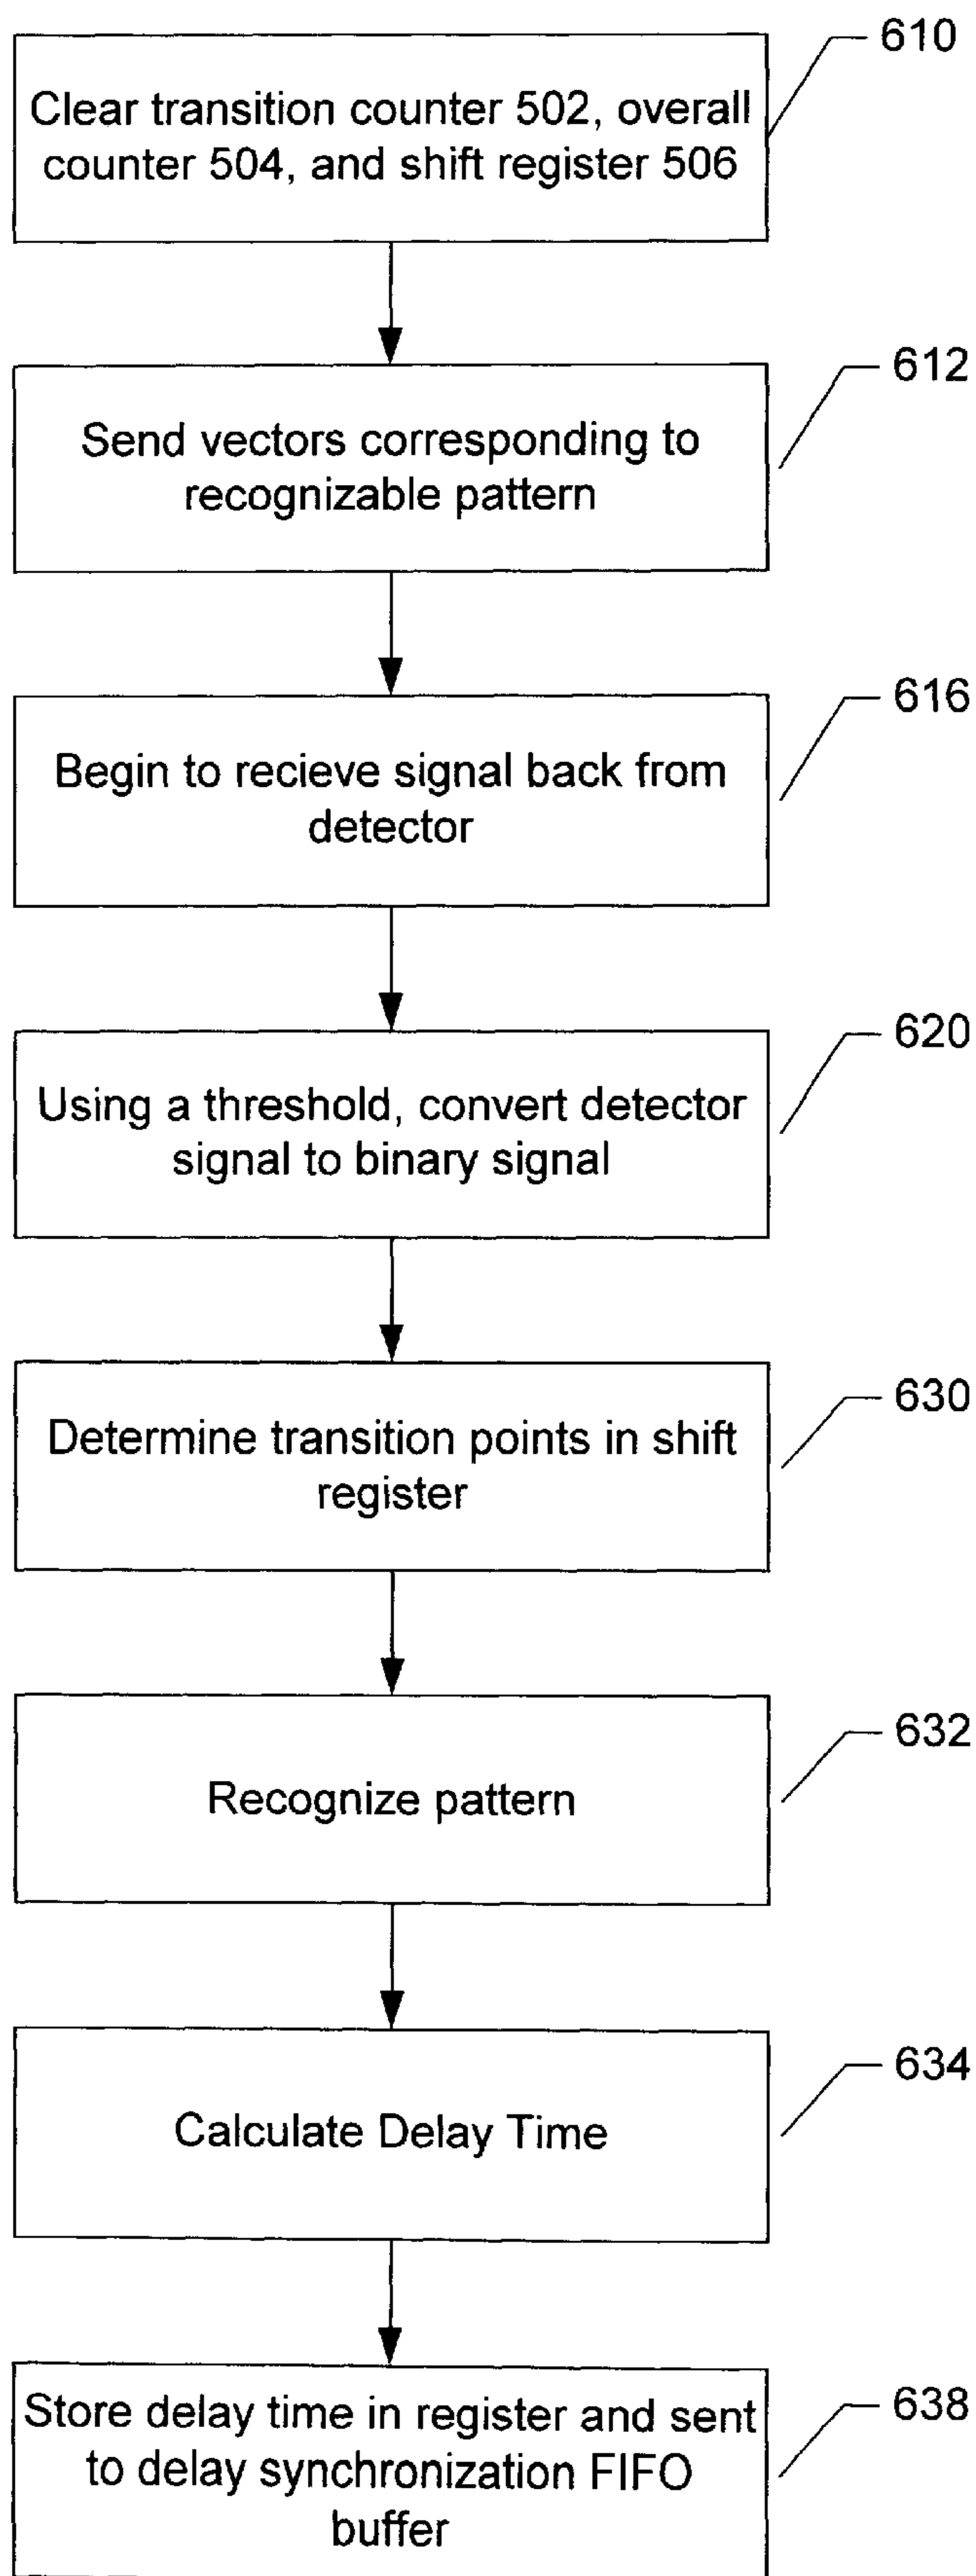 610
Clear transition counter 502, overall
counter 504, and shift register 506
612
Send vectors corresponding to
recognizable pattern
616
Begin to recieve signal back from
detector
620
Using a threshold, convert detector
signal to binary signal
630
Determine transition points in shift
register
632
Recognize pattern
634
Calculate Delay Time
638
Store delay time in register and sent
to delay synchronization FIFO
buffer